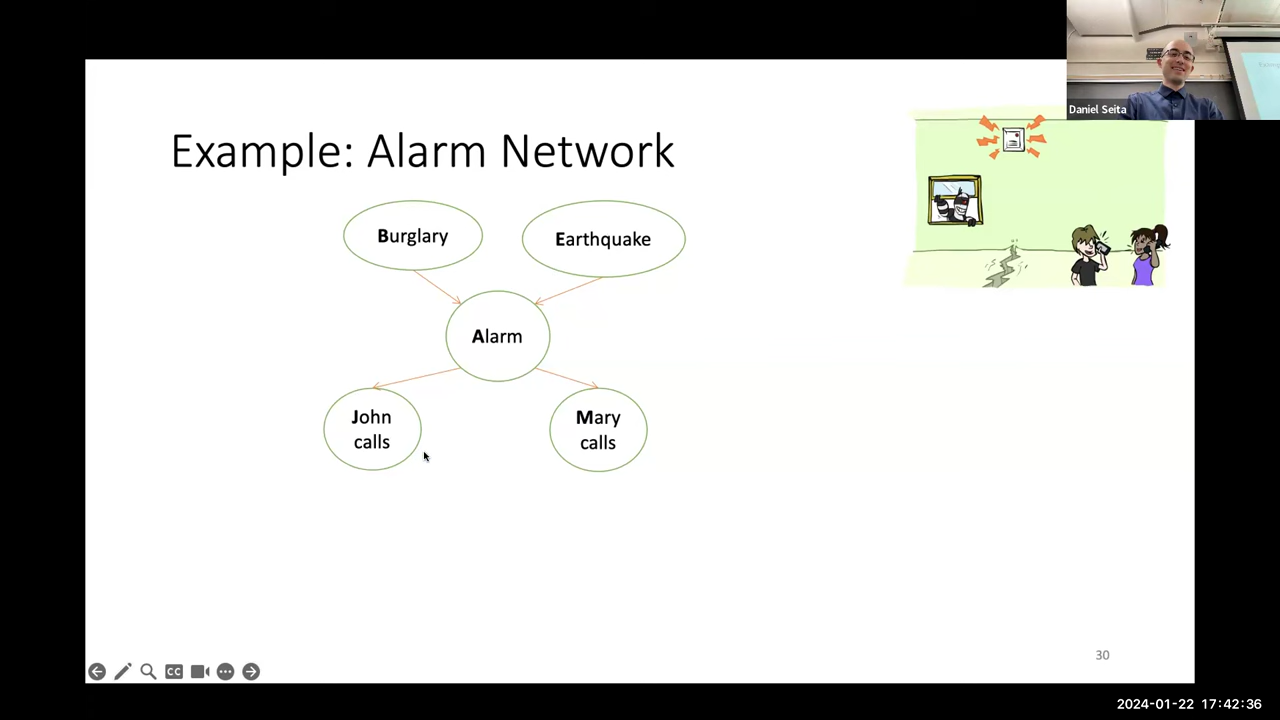 Daniel Seita
Example: Alarm Network
Burglary
Earthquake
Alarm
John
calls
Mary
calls
30
CC
2024-01-22 17:42:36